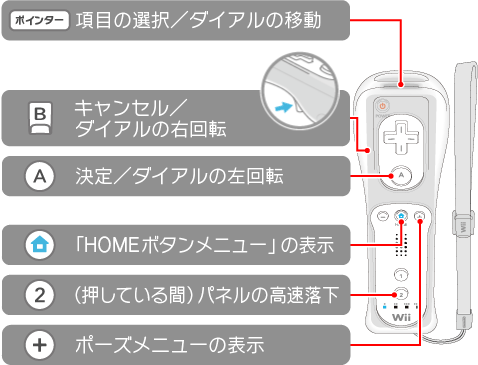 ポインター 項目の選択／ダイアルの移動
B キャンセル／
ダイアルの右回転
A 決定／ダイアルの左回転
「HOMEボタンメニュー」の表示
2 （押している間）パネルの高速落下
+ ポーズメニューの表示
A
1
2
Wii
Wii